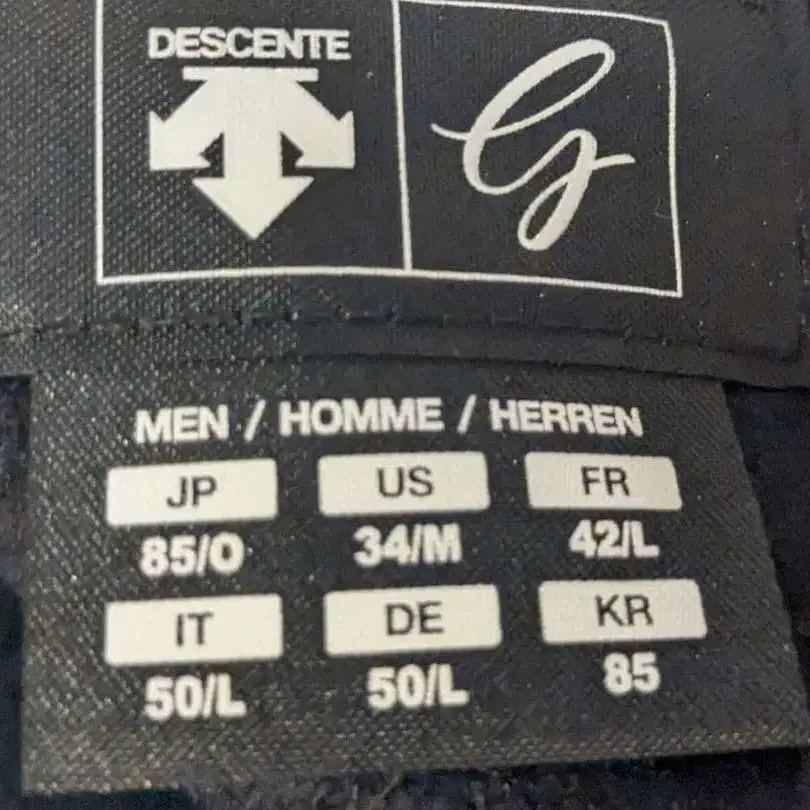 DESCENTE
G
MEN / HOMME / HERREN
JP US FR
85/O 34/M 42/L
IT DE KR
50/L 50/L 85